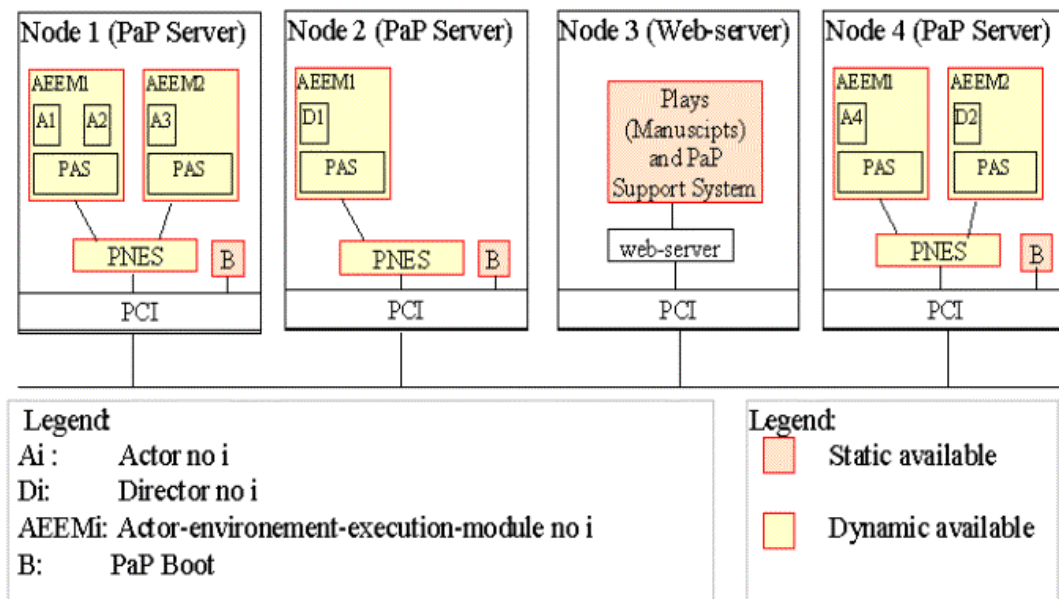 Node 1 (PaP Server)
AEEM1
A1
A2
PAS
AEEM2
A3
PAS
PNES
B
PCI
Node 2 (PaP Server)
AEEM1
D1
PAS
PNES
B
PCI
Node 3 (Web-server)
Plays
(Manuscipts)
and PaP
Support System
web-server
PCI
Node 4 (PaP Server)
AEEM1
A4
PAS
AEEM2
D2
PAS
PNES
B
PCI
Legend:
Ai : Actor no i
Di: Director no i
AEEMi: Actor-environement-execution-module no i
B: PaP Boot
Legend:
Static available
Dynamic available